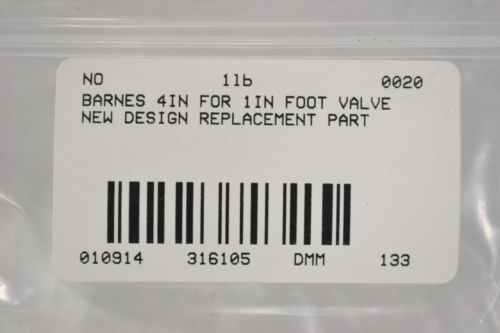 NO 1lb 0020
BARNES 4IN FOR 1IN FOOT VALVE
NEW DESIGN REPLACEMENT PART
010914 316105 DMM 133